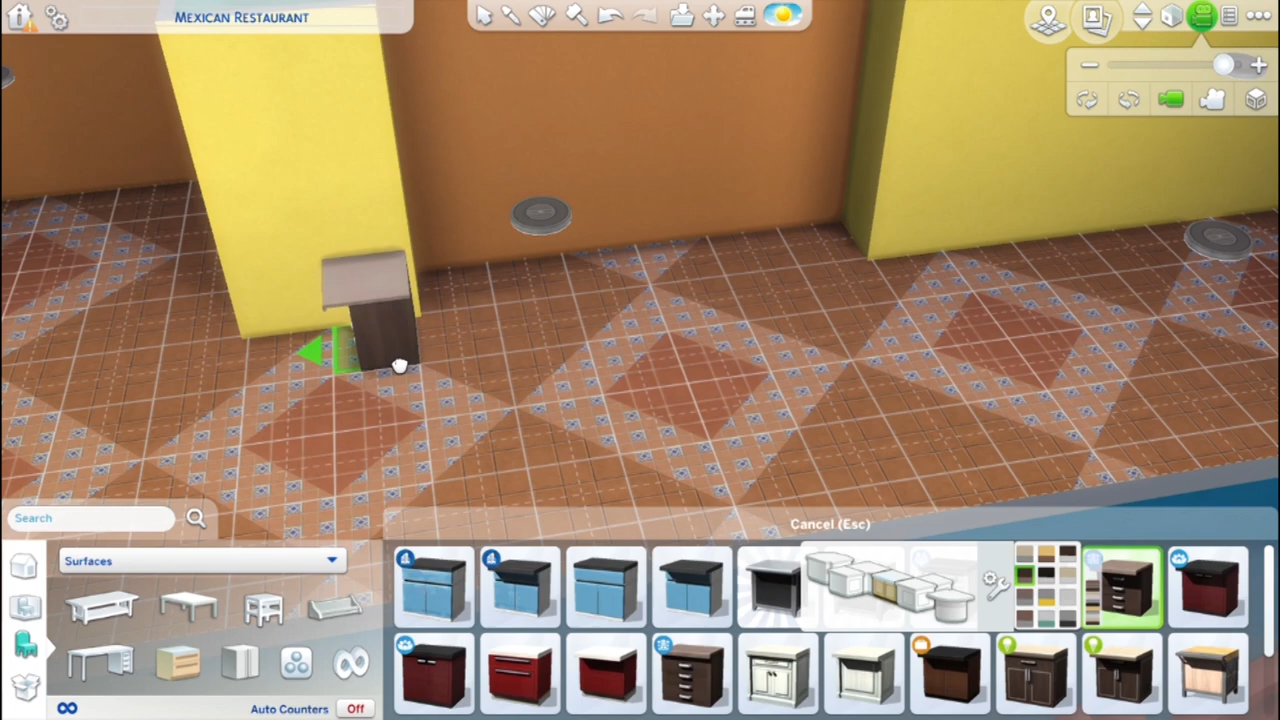 Mexican Restaurant
Search
Cancel (Esc)
Surfaces
Auto Counters Off